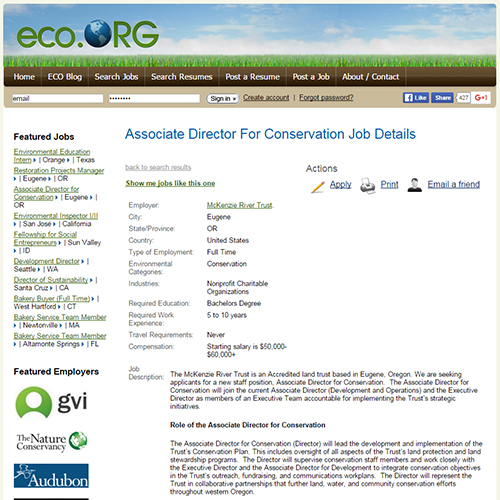 eco.ORG
Home ECO Blog Search Jobs Search Resumes Post a Resume Post a Job About / Contact
email •••••••• Sign in » Create account | Forgot password? Like Share 427 G+1
Associate Director For Conservation Job Details
back to search results
Show me jobs like this one
Actions
Apply Print Email a friend
Featured Jobs
Environmental Education
Intern | Orange | Texas
Restoration Projects Manager
| Eugene | OR
Associate Director for
Conservation | Eugene |
OR
Environmental Inspector I/II
| San Jose | California
Fellowship for Social
Entrepreneurs | Sun Valley
| ID
Development Director |
Seattle | WA
Director of Sustainability |
Santa Cruz | CA
Bakery Buyer (Full Time) |
West Hartford | CT
Bakery Service Team Member
| Newtonville | MA
Bakery Service Team Member
| Altamonte Springs | FL
Featured Employers
gvi
The Nature
Conservancy
Audubon
Employer: McKenzie River Trust.
City: Eugene
State/Province: OR
Country: United States
Type of Employment: Full Time
Environmental
Categories: Conservation
Industries: Nonprofit Charitable
Organizations
Required Education: Bachelors Degree
Required Work
Experience: 5 to 10 years
Travel Requirements: Never
Compensation: Starting salary is $50,000-
$60,000+
Job
Description: The McKenzie River Trust is an Accredited land trust based in Eugene, Oregon. We are seeking
applicants for a new staff position, Associate Director for Conservation. The Associate Director for
Conservation will join the current Associate Director (Development and Operations) and the Executive
Director as members of an Executive Team accountable for implementing the Trust's strategic
initiatives.
Role of the Associate Director for Conservation
The Associate Director for Conservation (Director) will lead the development and implementation of the
Trust's Conservation Plan. This includes oversight of all aspects of the Trust's land protection and land
stewardship programs. The Director will supervise conservation staff members and work closely with
the Executive Director and the Associate Director for Development to integrate conservation objectives
in the Trust's outreach, fundraising, and communications workplans. The Director will represent the
Trust in collaborative partnerships that further land, water, and community conservation efforts
throughout western Oregon.